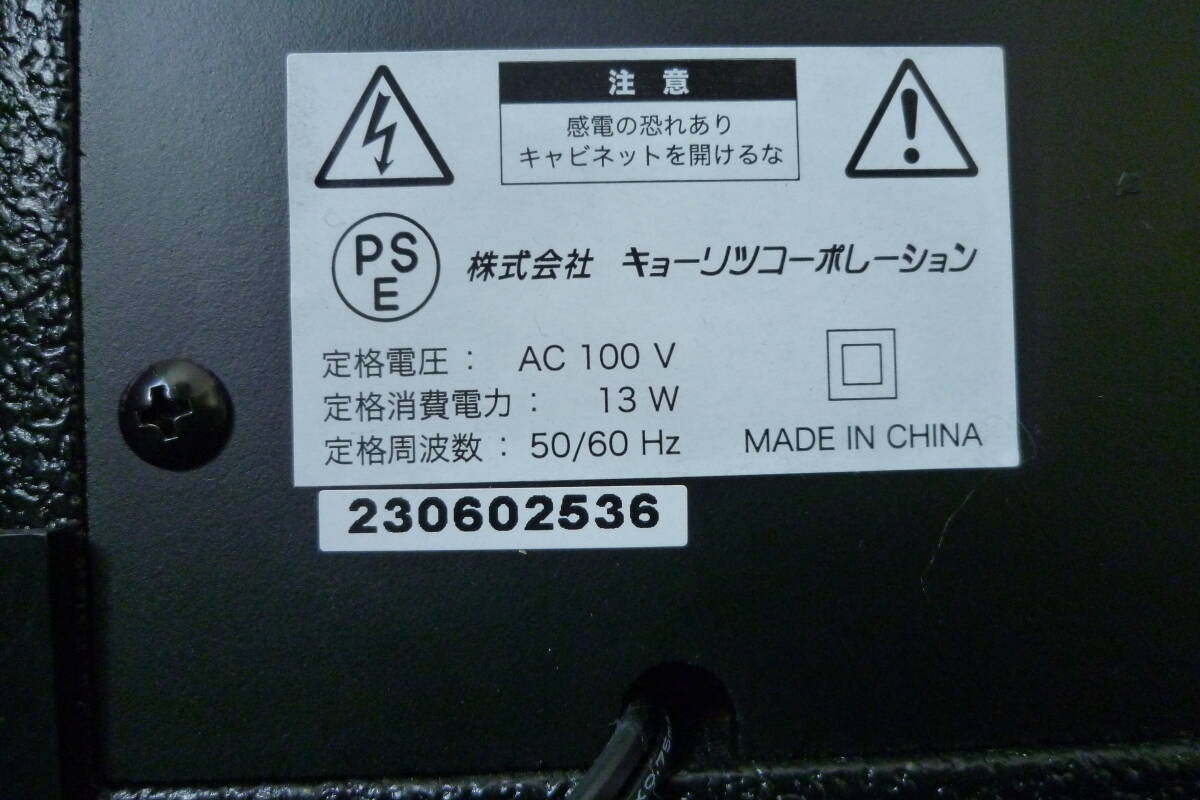 注意
感電の恐れあり
キャビネットを開けるな
PS
E
株式会社 キョーリツコーポレーション
定格電圧: AC 100 V
定格消費電力: 13 W
定格周波数: 50/60 Hz
MADE IN CHINA
230602536